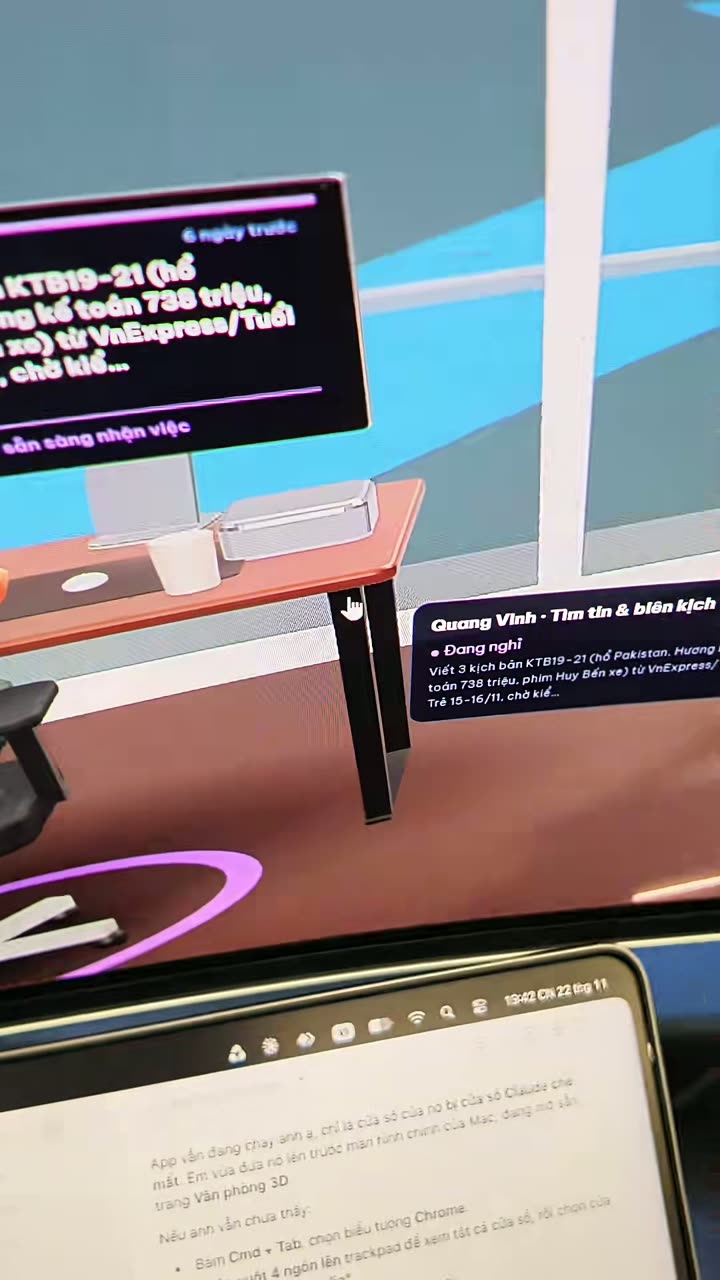 6 ngày trước
KTB19-21 (hổ
ng kế toán 738 triệu,
xe) từ VnExpress/Tuổi
, chờ kiể...
sẵn sàng nhận việc
Quang Vinh · Tìm tin & biên kịch
Đang nghỉ
Viết 3 kịch bản KTB19-21 (hổ Pakistan, Hương
toán 738 triệu, phim Huy Bến xe) từ VnExpress/
Trẻ 15-16/11, chờ kiể...
19:42 CN 22 thg 11
App vẫn đang chạy anh ạ, chỉ là cửa sổ của nó bị cửa sổ Claude che
mất. Em vừa đưa nó lên trước màn hình chính của Mac, đang mở sẵn
trang Văn phòng 3D
Nếu anh vẫn chưa thấy:
• Bấm Cmd + Tab, chọn biểu tượng Chrome.
4 ngón lên trackpad để xem tất cả cửa sổ, rồi chọn cửa